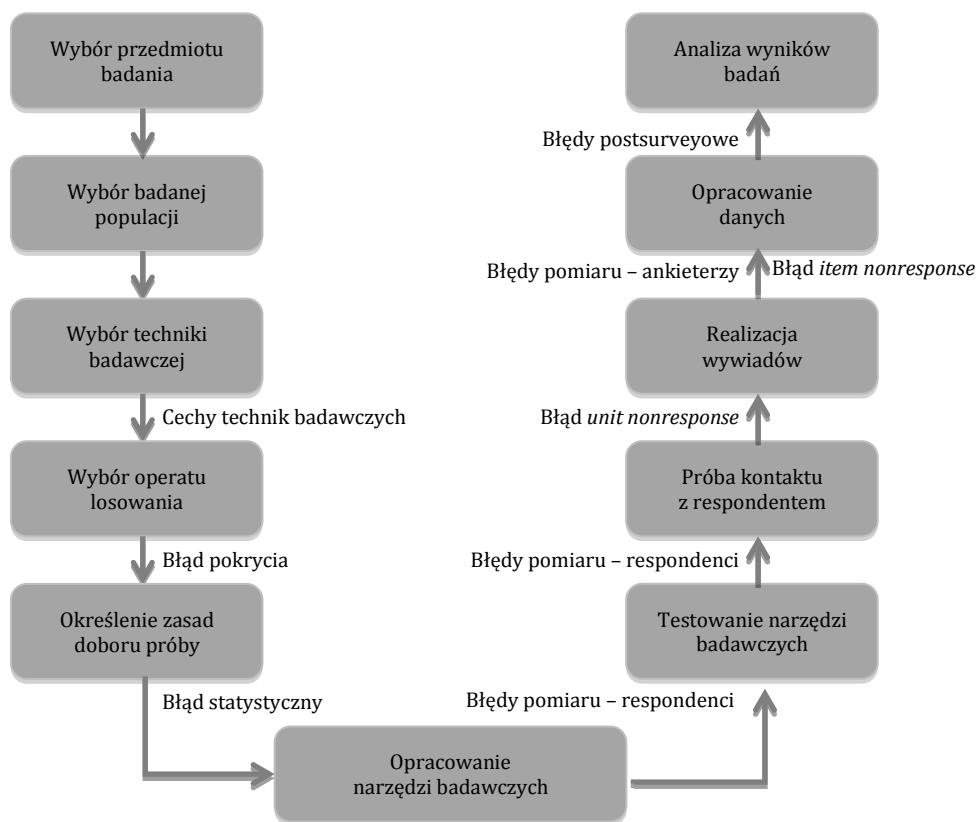 Wybór przedmiotu
badania
Wybór badanej
populacji
Wybór techniki
badawczej
Cechy technik badawczych
Wybór operatu
losowania
Błąd pokrycia
Określenie zasad
doboru próby
Błąd statystyczny
Opracowanie
narzędzi badawczych
Błędy pomiaru – respondenci
Testowanie narzędzi
badawczych
Błędy pomiaru – respondenci
Próba kontaktu
z respondentem
Błąd unit nonresponse
Realizacja
wywiadów
Błędy pomiaru – ankieterzy
Błąd item nonresponse
Opracowanie
danych
Błędy postsurveyowe
Analiza wyników
badań